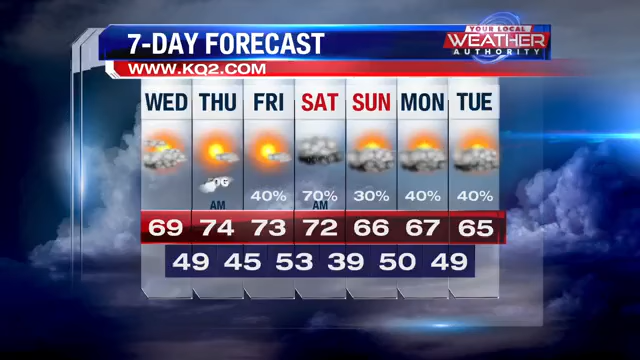 7-DAY FORECAST
YOUR LOCAL
WEATHER
AUTHORITY
WWW.KQ2.COM
WED THU FRI SAT SUN MON TUE
FOG
40% 70% 30% 40% 40%
AM AM
69 74 73 72 66 67 65
49 45 53 39 50 49